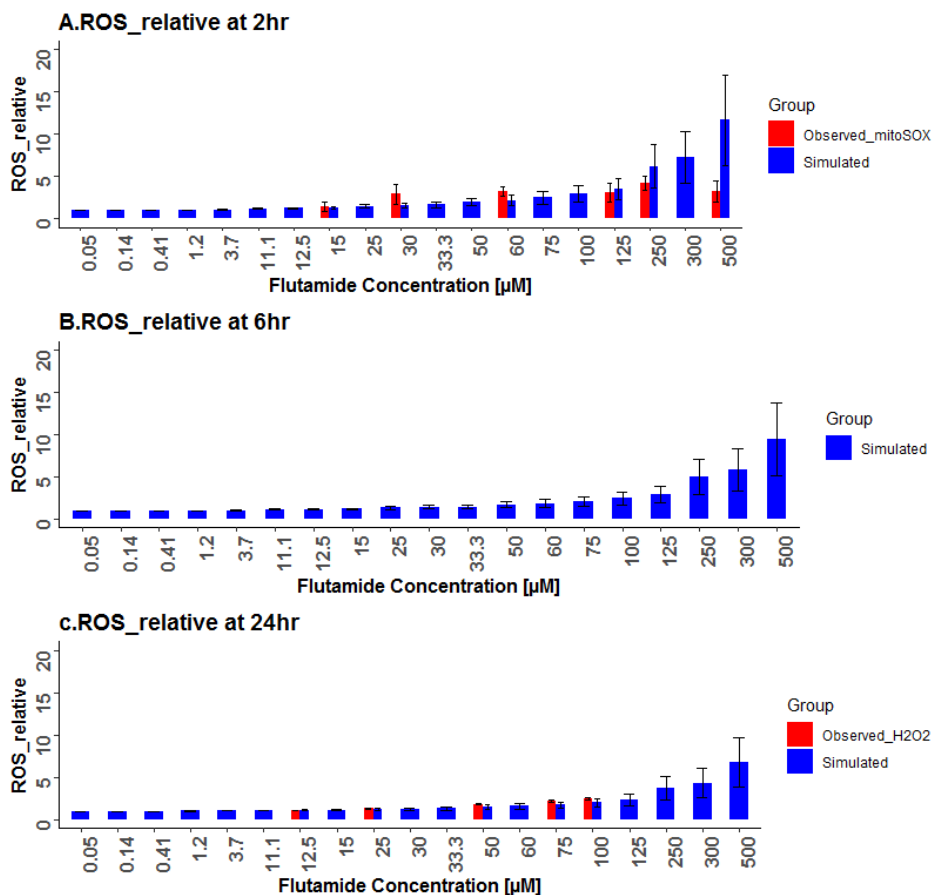 A.ROS_relative at 2hr
20
15
10
5
0
ROS_relative
0.05 0.14 0.41 1.2 3.7 11.1 12.5 15 25 30 33.3 50 60 75 100 125 250 300 500
Flutamide Concentration [µM]
Group
Observed_mitoSOX
Simulated
B.ROS_relative at 6hr
20
15
10
5
0
ROS_relative
0.05 0.14 0.41 1.2 3.7 11.1 12.5 15 25 30 33.3 50 60 75 100 125 250 300 500
Flutamide Concentration [µM]
Group
Simulated
c.ROS_relative at 24hr
20
15
10
5
0
ROS_relative
0.05 0.14 0.41 1.2 3.7 11.1 12.5 15 25 30 33.3 50 60 75 100 125 250 300 500
Flutamide Concentration [µM]
Group
Observed_H2O2
Simulated